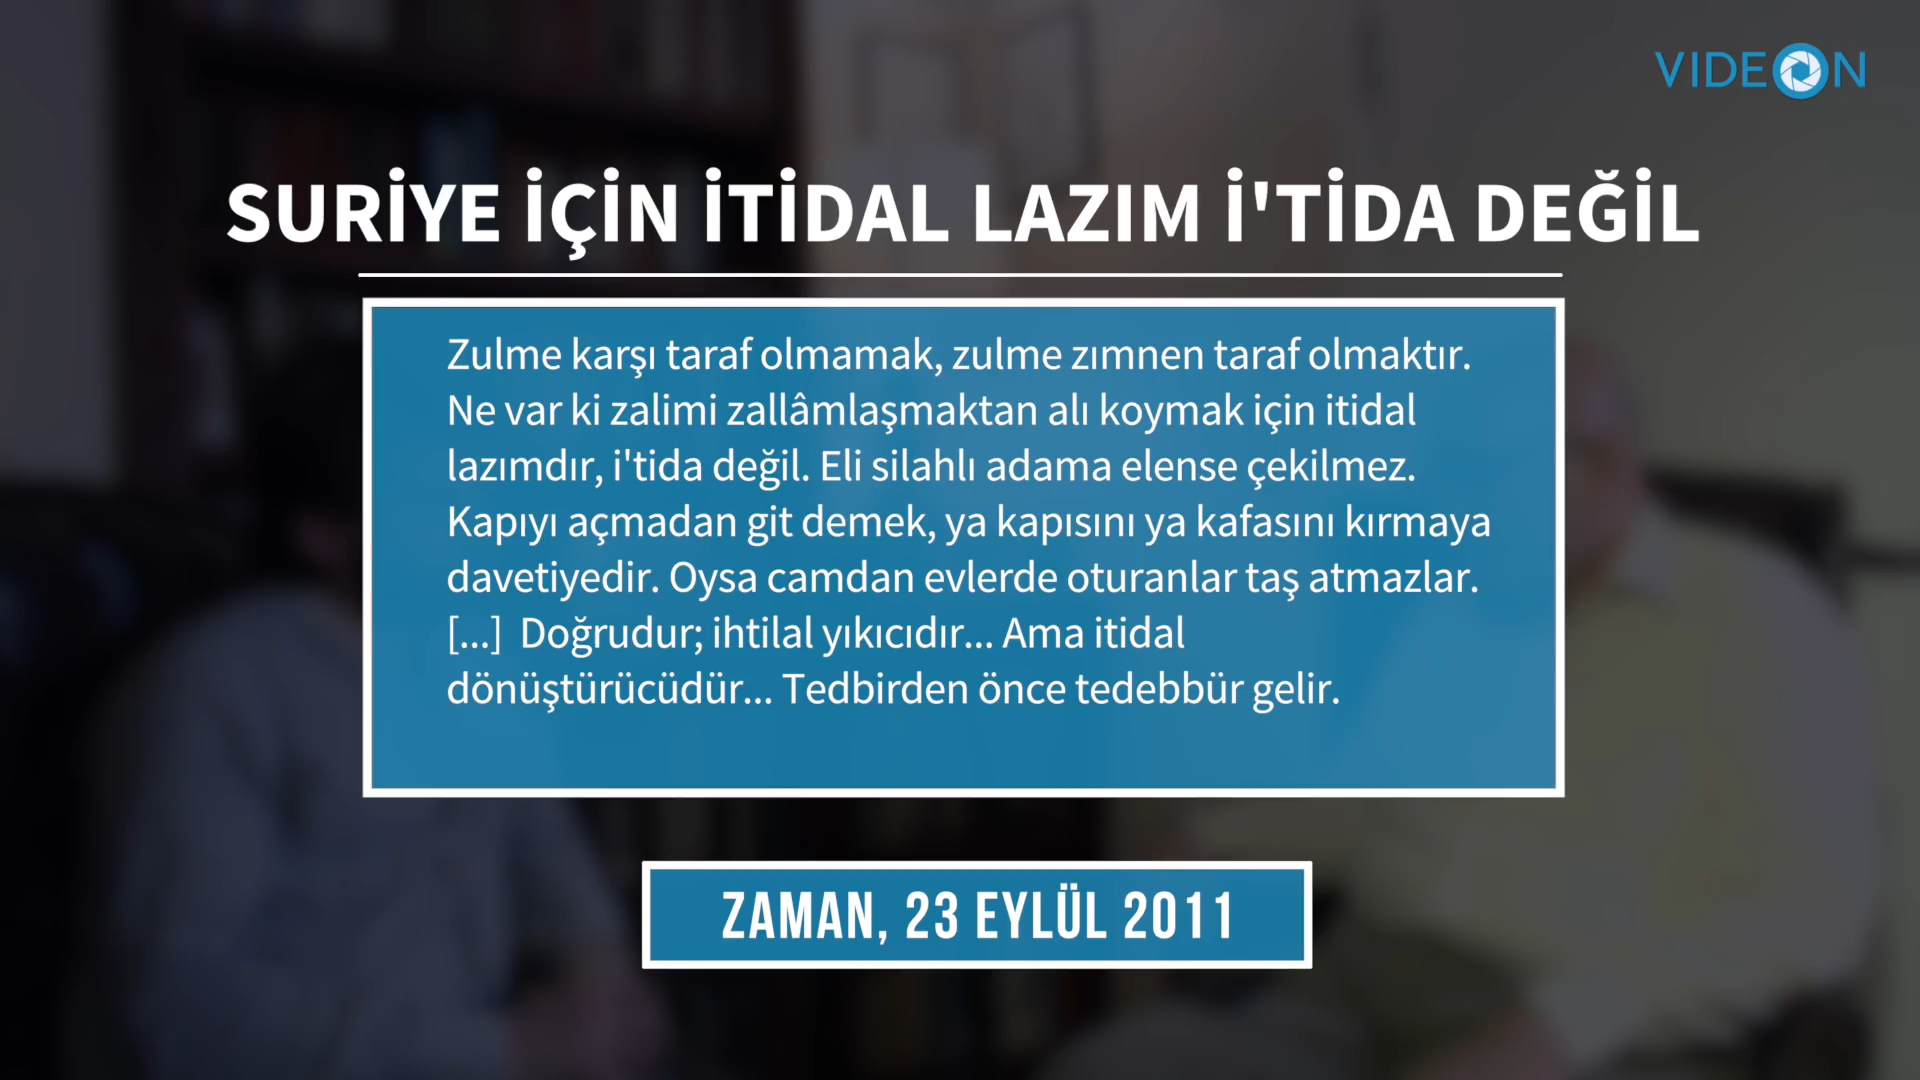 VIDEON
SURİYE İÇİN İTİDAL LAZIM İ'TİDA DEĞİL
Zulme karşı taraf olmamak, zulme zımnen taraf olmaktır.
Ne var ki zalimi zallâmlaşmaktan alı koymak için itidal
lazımdır, i'tida değil. Eli silahlı adama elense çekilmez.
Kapıyı açmadan git demek, ya kapısını ya kafasını kırmaya
davetiyedir. Oysa camdan evlerde oturanlar taş atmazlar.
[...] Doğrudur; ihtilal yıkıcıdır... Ama itidal
dönüştürücüdür... Tedbirden önce tedebbür gelir.
ZAMAN, 23 EYLÜL 2011